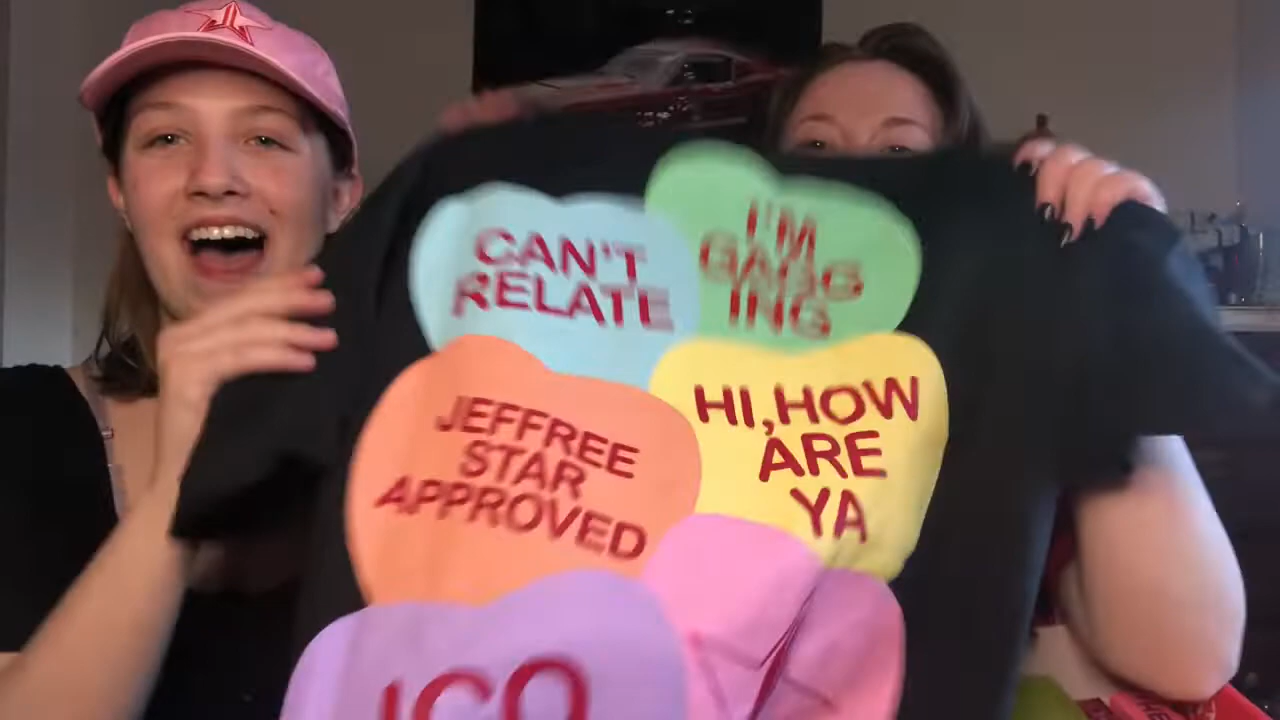 CAN'T
RELATE
I'M
GAGG
ING
JEFFREE
STAR
APPROVED
HI, HOW
ARE
YA